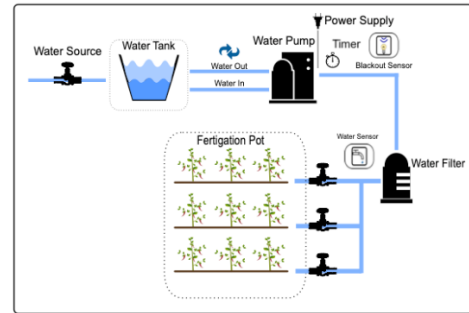 Power Supply
Water Source
Water Tank
Water Pump
Timer
Water Out
Blackout Sensor
Water In
Water Sensor
Fertigation Pot
Water Filter